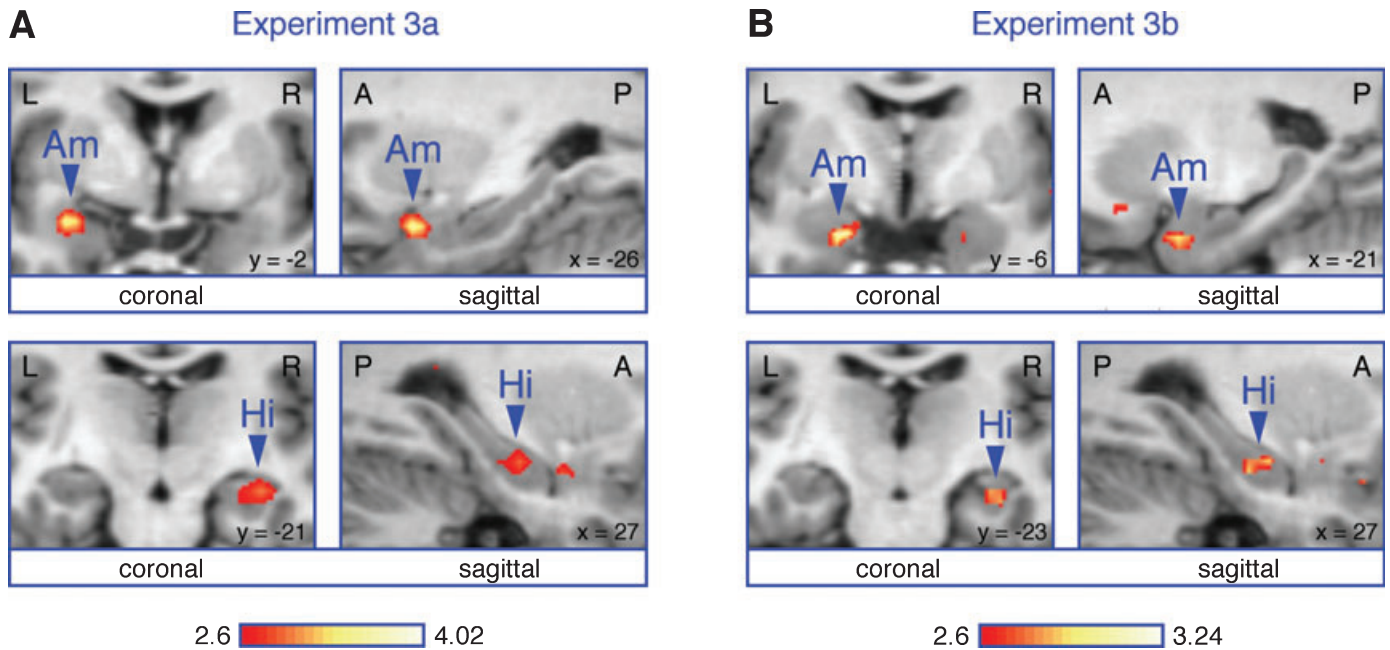 A
Experiment 3a
L R
Am
y = -2
coronal
A P
Am
x = -26
sagittal
L R
Hi
y = -21
coronal
P A
Hi
x = 27
sagittal
2.6 4.02
B
Experiment 3b
L R
Am
y = -6
coronal
A P
Am
x = -21
sagittal
L R
Hi
y = -23
coronal
P A
Hi
x = 27
sagittal
2.6 3.24